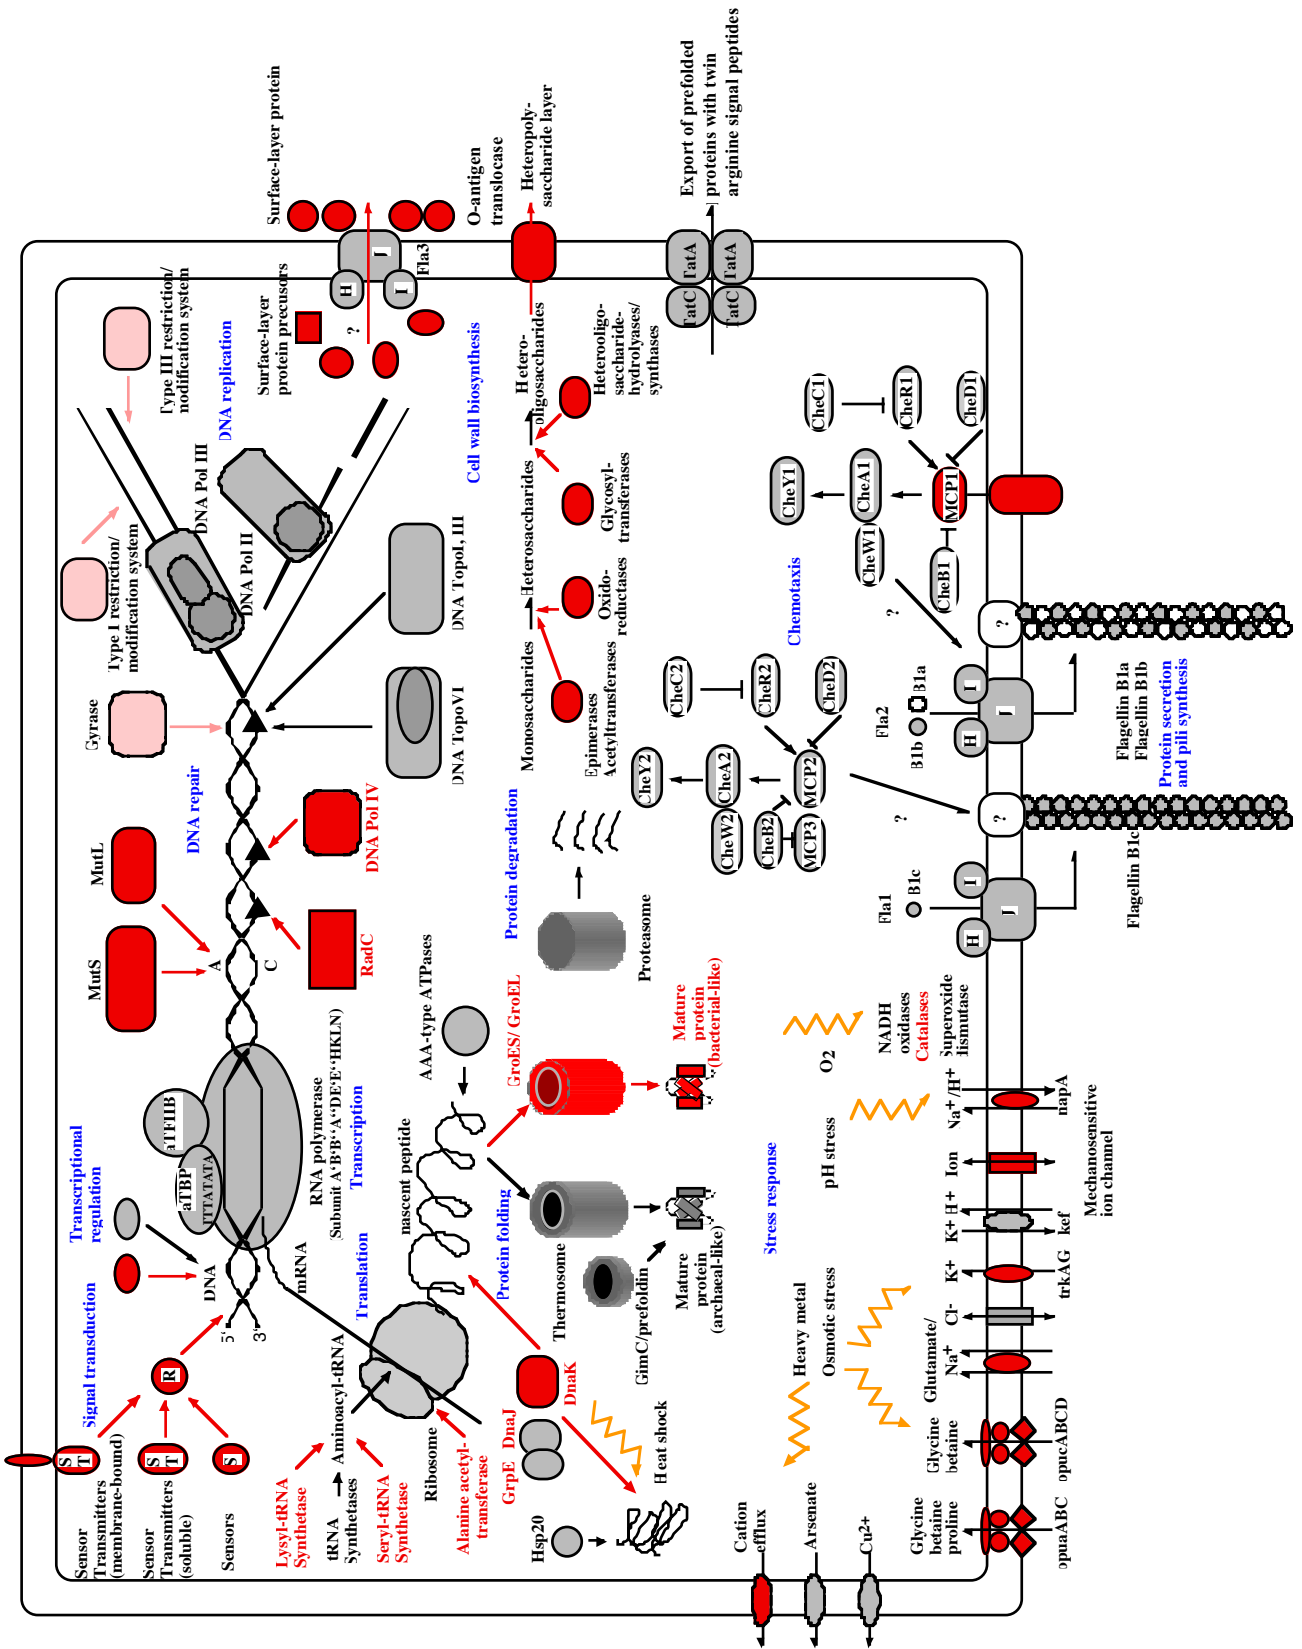 Sensor
Transmitters
(membrane-bound)
Sensor
Transmitters
(soluble)
Sensors
S
T
S
T
S
R
Signal transduction
Transcriptional
regulation
DNA
5'
3'
mRNA
aTBP
aTFIIB
TTTATATA
RNA polymerase
(Subunit A'B'B''A''DE'E''HKLN)
Transcription
MutS
MutL
A
C
DNA repair
RadC
DNA Pol IV
Gyrase
DNA TopoVI
DNA TopoI, III
Type I restriction/
modification system
Type III restriction/
modification system
DNA Pol III
DNA Pol II
DNA replication
Lysyl-tRNA
Synthetase
tRNA
Synthetases
Aminoacyl-tRNA
Seryl-tRNA
Synthetase
Ribosome
Alanine acetyl-
transferase
Translation
nascent peptide
AAA-type ATPases
Protein folding
GrpE DnaJ
DnaK
Hsp20
Heat shock
Thermosome
GimC/prefoldin
Mature
protein
(archaeal-like)
GroES/ GroEL
Mature
protein
(bacterial-like)
Protein degradation
Proteasome
Surface-layer
protein precusors
Surface-layer protein
?
H
I
J
Fla3
Cell wall biosynthesis
Monosaccharides
Heterosaccharides
Hetero-
oligosaccharides
Epimerases
Acetyltransferases
Oxido-
reductases
Glycosyl-
transferases
Heterooligo-
saccharide-
hydrolyases/
synthases
O-antigen
translocase
Heteropoly-
saccharide layer
TatC
TatA
TatC
TatA
Export of prefolded
proteins with twin
arginine signal peptides
Chemotaxis
CheY2
CheW2
CheA2
CheB2
MCP2
MCP3
CheC2
CheR2
CheD2
CheY1
CheW1
CheA1
CheB1
MCP1
CheC1
CheR1
CheD1
?
?
Fla1
B1c
H
I
J
?
Flagellin B1c
Fla2
B1b
B1a
H
I
J
?
Flagellin B1a
Flagellin B1b
Protein secretion
and pili synthesis
Stress response
Heavy metal
Osmotic stress
pH stress
O2
NADH
oxidases
Catalases
Superoxide
dismutase
Cation
efflux
Arsenate
Cu2+
Glycine
betaine
proline
opuaABC
Glycine
betaine
opucABCD
Glutamate/
Na+
Cl-
K+
trkAG
K+
H+
kef
Ion
Mechanosensitive
ion channel
Na+/H+
napA